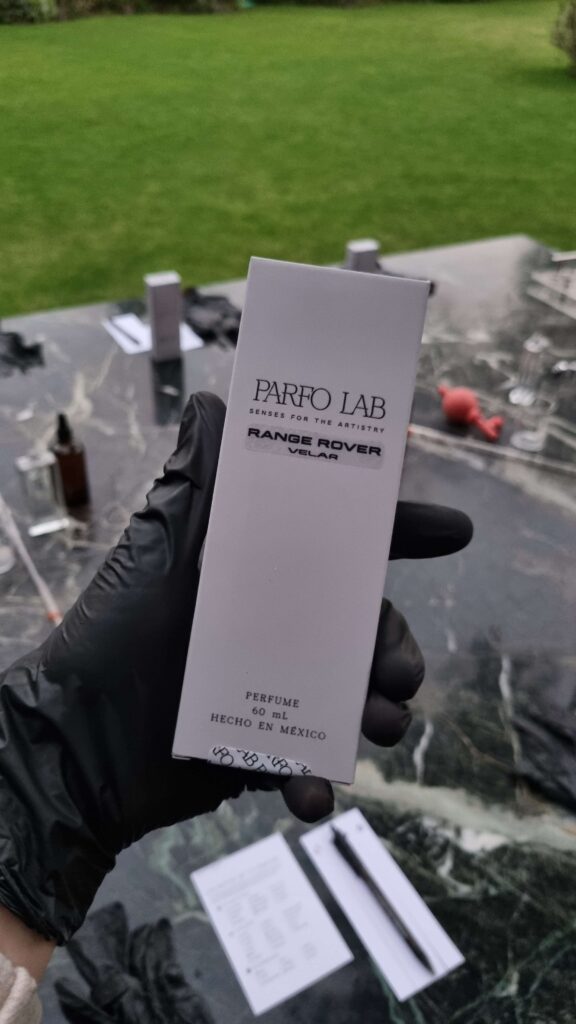 PARFO LAB
SENSES FOR THE ARTISTRY
RANGE ROVER
VELAR
PERFUME
60 mL
HECHO EN MÉXICO